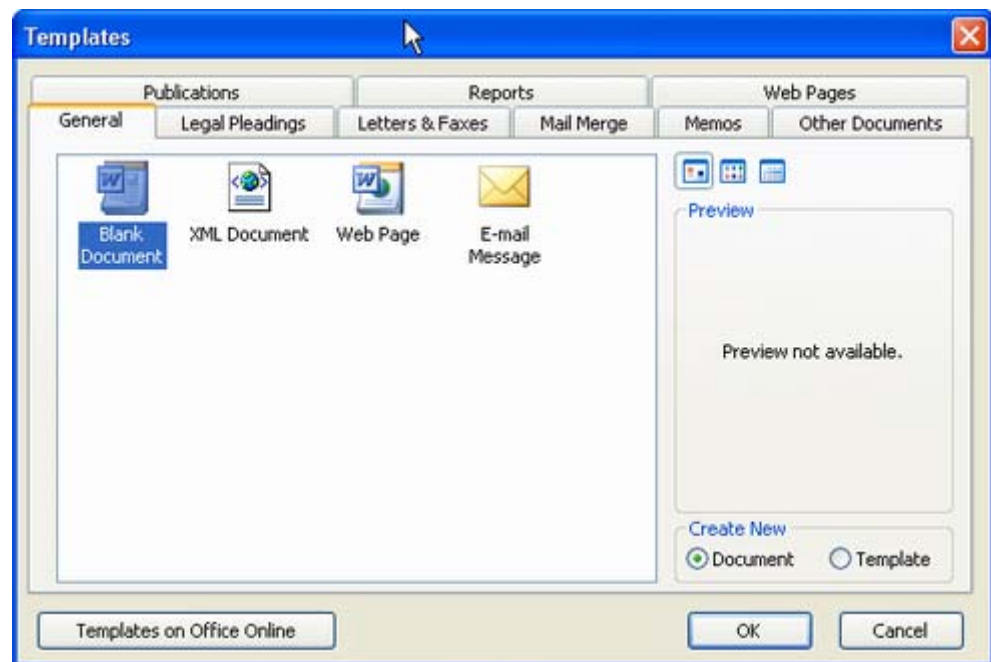 Templates
Publications Reports Web Pages
General Legal Pleadings Letters & Faxes Mail Merge Memos Other Documents
Blank Document XML Document Web Page E-mail Message
Preview
Preview not available.
Create New
Document Template
Templates on Office Online OK Cancel